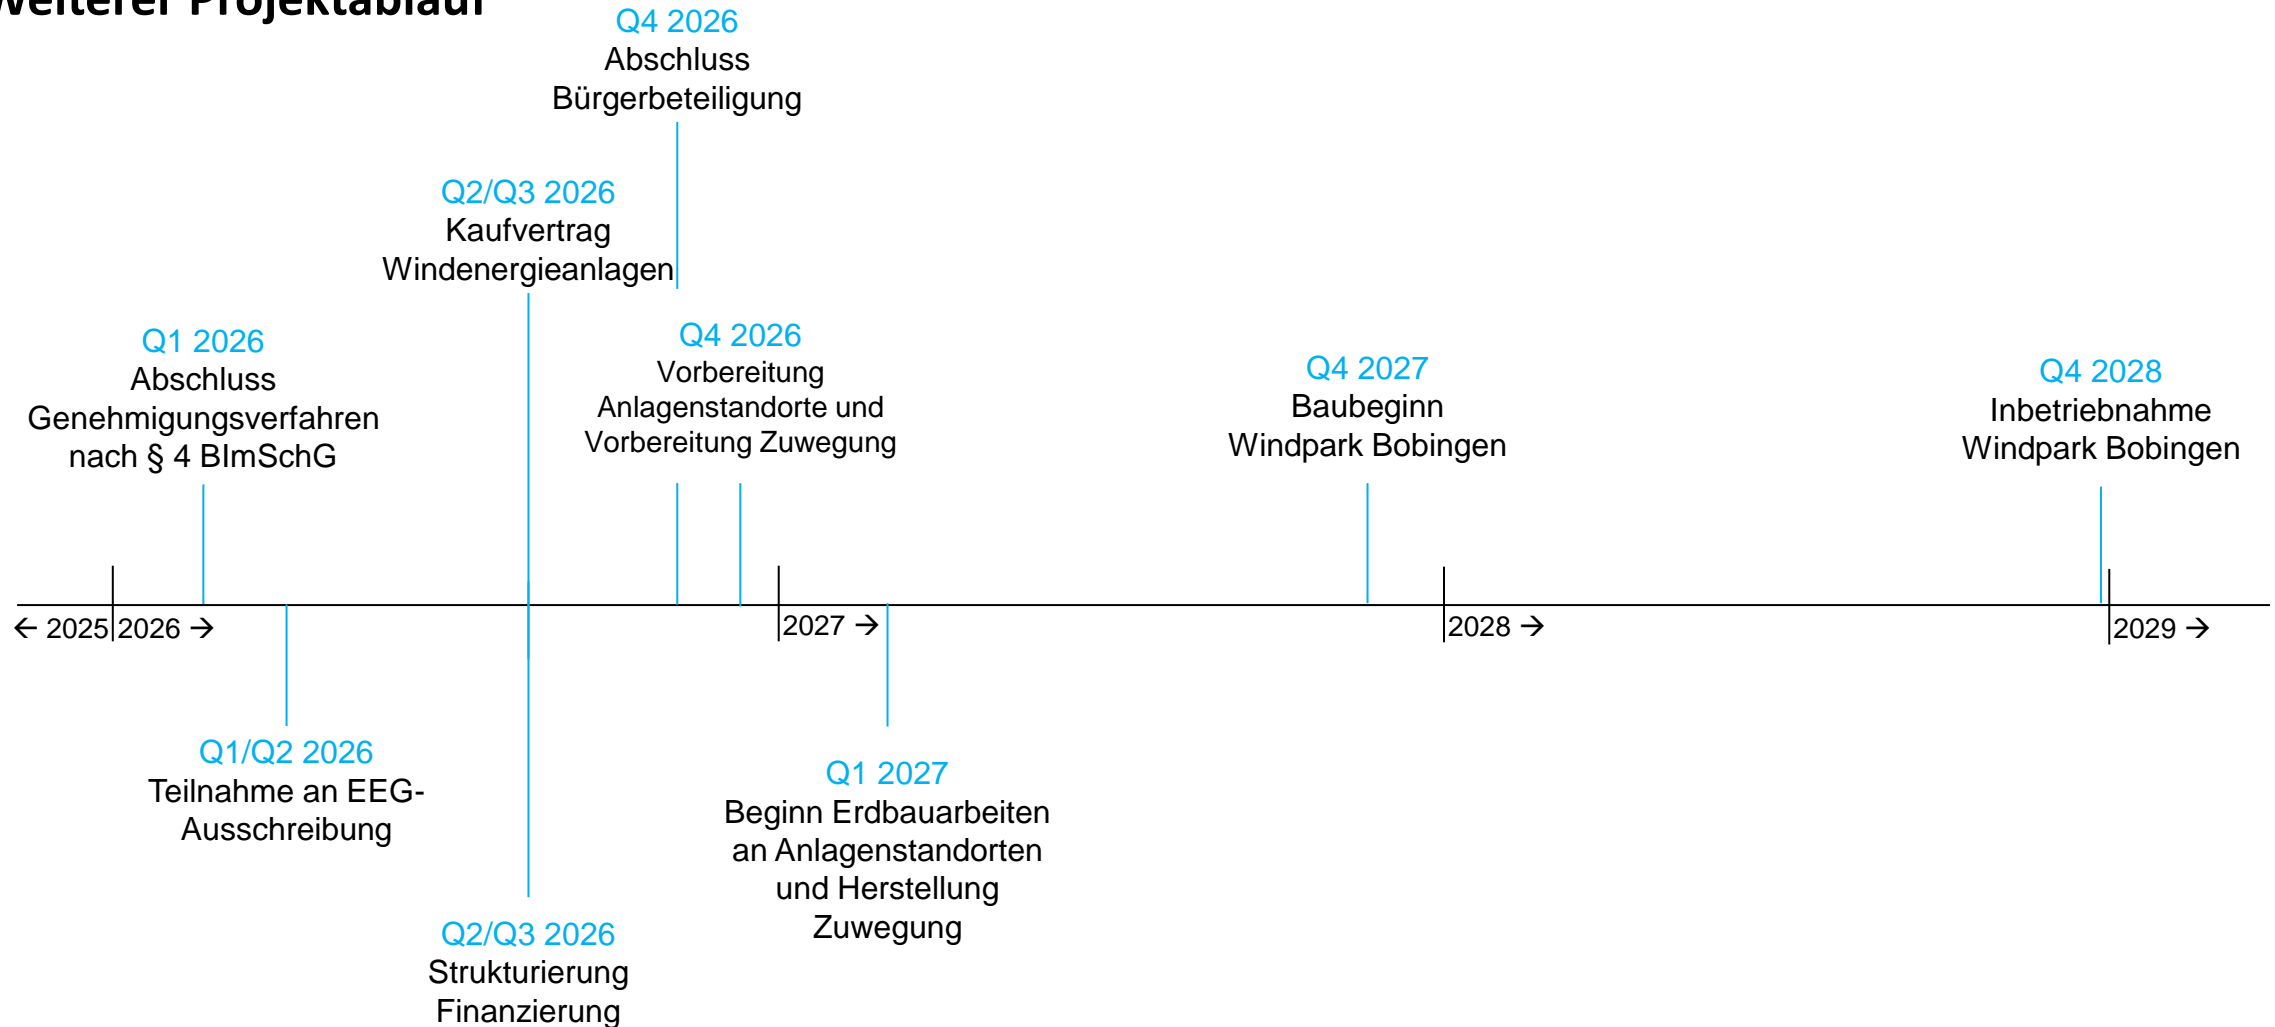 Weiterer Projektablauf
Q4 2026
Abschluss
Bürgerbeteiligung
Q2/Q3 2026
Kaufvertrag
Windenergieanlagen
Q1 2026
Abschluss
Genehmigungsverfahren
nach § 4 BImSchG
Q4 2026
Vorbereitung
Anlagenstandorte und
Vorbereitung Zuwegung
Q4 2027
Baubeginn
Windpark Bobingen
Q4 2028
Inbetriebnahme
Windpark Bobingen
← 2025 2026 →
2027 →
2028 →
2029 →
Q1/Q2 2026
Teilnahme an EEG-
Ausschreibung
Q2/Q3 2026
Strukturierung
Finanzierung
Q1 2027
Beginn Erdbauarbeiten
an Anlagenstandorten
und Herstellung
Zuwegung